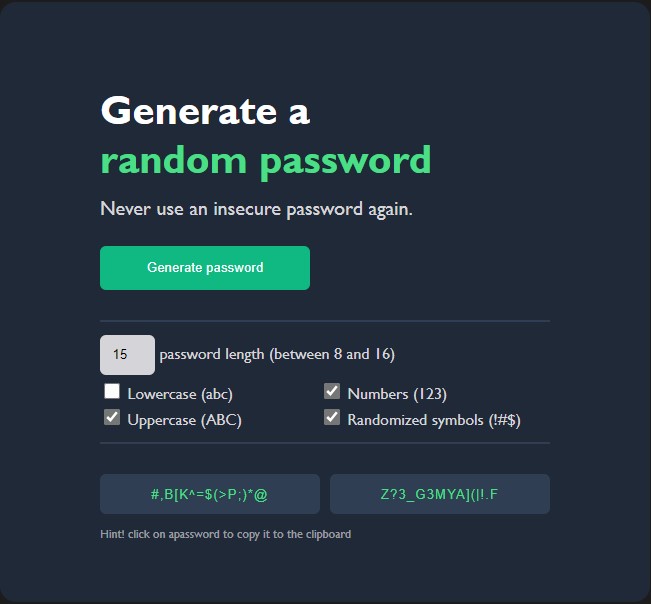 Generate a
random password
Never use an insecure password again.
Generate password
15 password length (between 8 and 16)
Lowercase (abc) Numbers (123)
Uppercase (ABC) Randomized symbols (!#$)
#,B[K^=$(>P;)*@ Z?3_G3MYA](|!.F
Hint! click on apassword to copy it to the clipboard